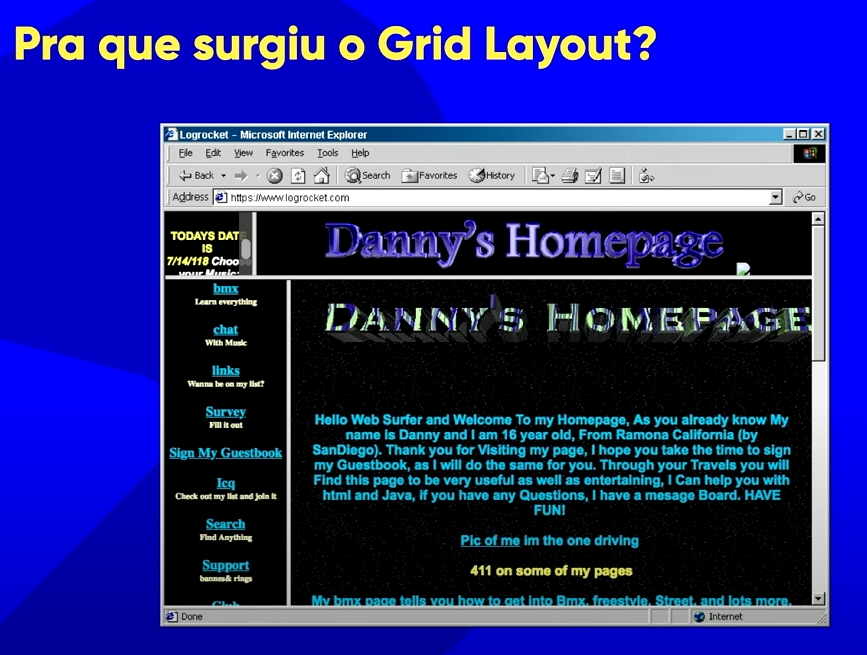 Pra que surgiu o Grid Layout?
Logrocket - Microsoft Internet Explorer
File Edit View Favorites Tools Help
Back Search Favorites History
Address https://www.logrocket.com Go
TODAYS DATE
IS
7/14/118 Choo
your Music:
Danny's Homepage
bmx
Learn everything
chat
With Music
links
Wanna be on my list?
Survey
Fill it out
Sign My Guestbook
Icq
Check out my list and join it
Search
Find Anything
Support
bannes& rings
Club
DANNY'S HOMEPAGE
Hello Web Surfer and Welcome To my Homepage, As you already know My
name is Danny and I am 16 year old, From Ramona California (by
SanDiego). Thank you for Visiting my page, I hope you take the time to sign
my Guestbook, as I will do the same for you. Through your Travels you will
Find this page to be very useful as well as entertaining, I Can help you with
html and Java, if you have any Questions, I have a mesage Board. HAVE
FUN!
Pic of me im the one driving
411 on some of my pages
My bmx page tells you how to get into Bmx, freestyle, Street, and lots more.
Done Internet